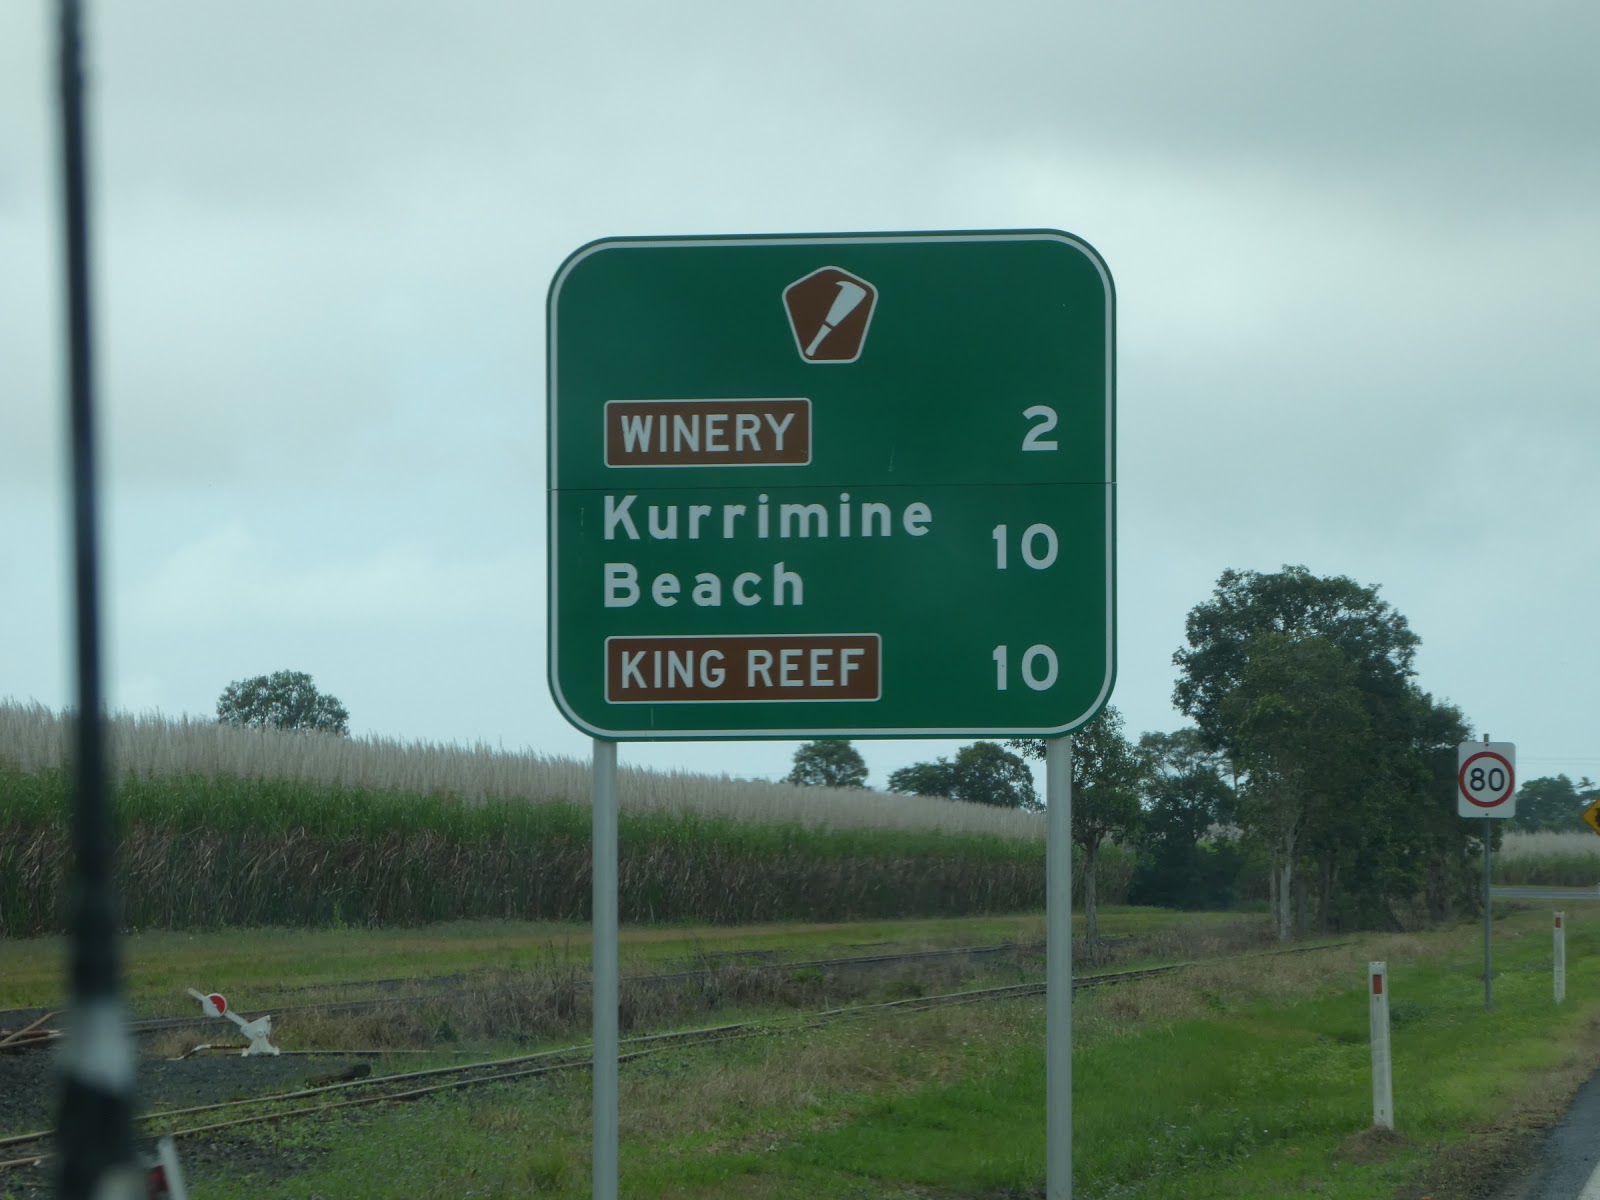 WINERY 2
Kurrimine
Beach 10
KING REEF 10
80